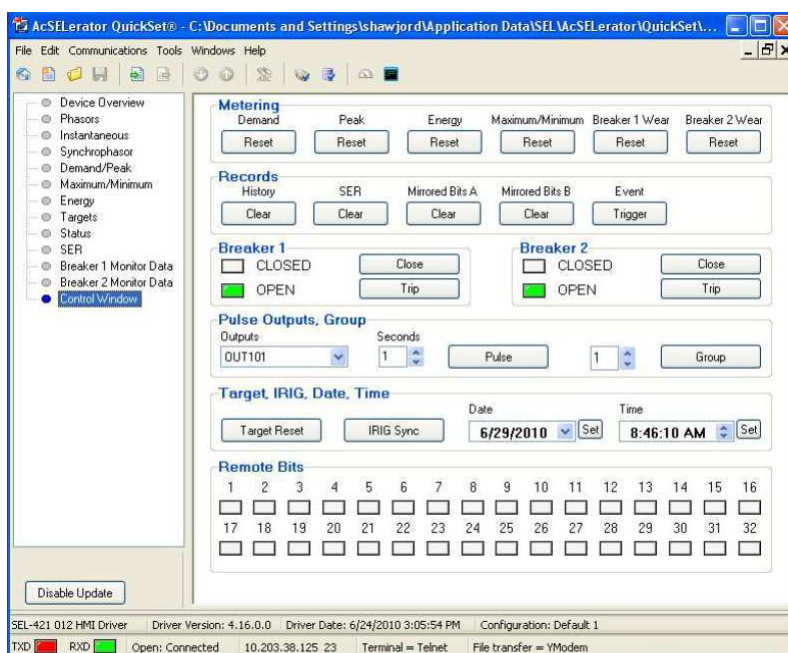 AcSELerator QuickSet® - C:\Documents and Settings\shawjord\Application Data\SEL\AcSELerator\QuickSet\...
File Edit Communications Tools Windows Help
Device Overview
Phasors
Instantaneous
Synchrophasor
Demand/Peak
Maximum/Minimum
Energy
Targets
Status
SER
Breaker 1 Monitor Data
Breaker 2 Monitor Data
Control Window
Disable Update
Metering
Demand Peak Energy Maximum/Minimum Breaker 1 Wear Breaker 2 Wear
Reset Reset Reset Reset Reset Reset
Records
History SER Mirrored Bits A Mirrored Bits B Event
Clear Clear Clear Clear Trigger
Breaker 1 Breaker 2
CLOSED Close CLOSED Close
OPEN Trip OPEN Trip
Pulse Outputs, Group
Outputs Seconds
OUT101 1 Pulse 1 Group
Target, IRIG, Date, Time
Date Time
Target Reset IRIG Sync 6/29/2010 Set 8:46:10 AM Set
Remote Bits
1 2 3 4 5 6 7 8 9 10 11 12 13 14 15 16
17 18 19 20 21 22 23 24 25 26 27 28 29 30 31 32
SEL-421 012 HMI Driver Driver Version: 4.16.0.0 Driver Date: 6/24/2010 3:05:54 PM Configuration: Default 1
TXD RXD Open: Connected 10.203.38.125 23 Terminal = Telnet File transfer = YModem